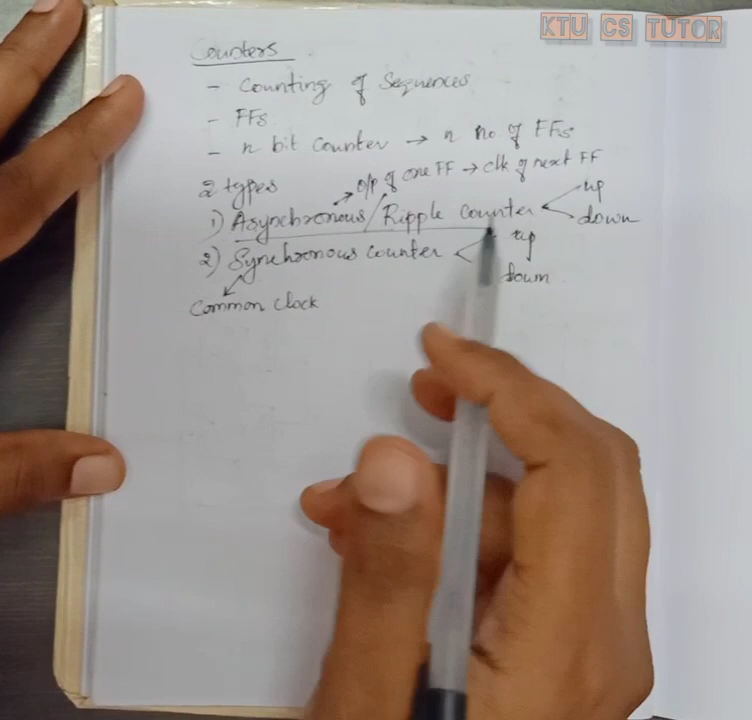 KTU CS TUTOR
Counters
- Counting of Sequences
- FFs
- n bit counter → n no. of FFs
2 types
→ o/p of one FF → clk of next FF
1) Asynchronous/Ripple Counter < up
down
2) Synchronous counter < up
down
Common clock